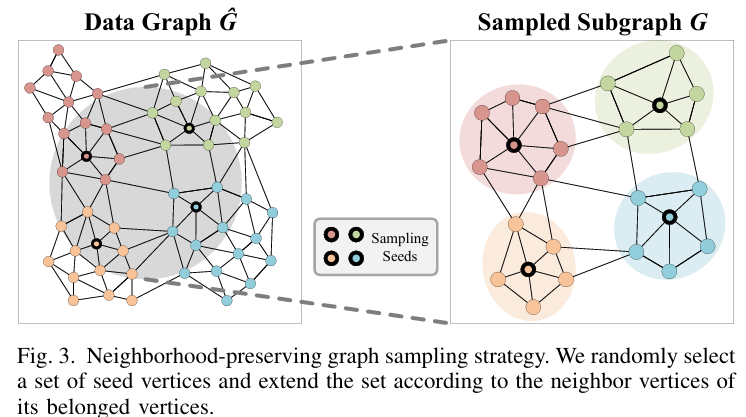 Data Graph Ĝ
Sampled Subgraph G
Sampling
Seeds
Fig. 3. Neighborhood-preserving graph sampling strategy. We randomly select
a set of seed vertices and extend the set according to the neighbor vertices of
its belonged vertices.